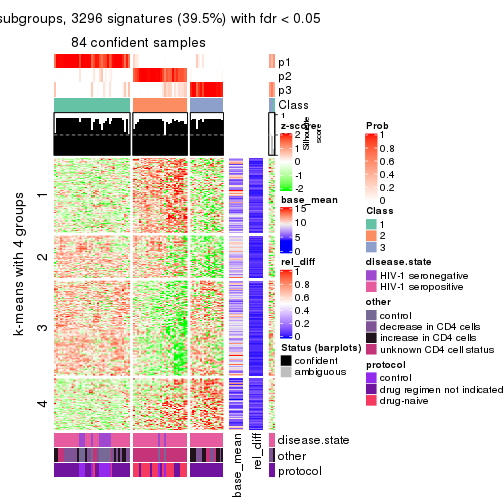 subgroups, 3296 signatures (39.5%) with fdr < 0.05
84 confident samples
p1
p2
p3
Class
1
Silhouette
score
z-score
2
1
0
-1
-2
base_mean
15
10
5
0
rel_diff
1
0.8
0.6
0.4
0.2
0
Status (barplots)
confident
ambiguous
Prob
1
0.8
0.6
0.4
0.2
0
Class
1
2
3
disease.state
HIV-1 seronegative
HIV-1 seropositive
other
control
decrease in CD4 cells
increase in CD4 cells
unknown CD4 cell status
protocol
control
drug regimen not indicated
drug-naive
k-means with 4 groups
1
2
3
4
disease.state
other
protocol
base_mean
rel_diff